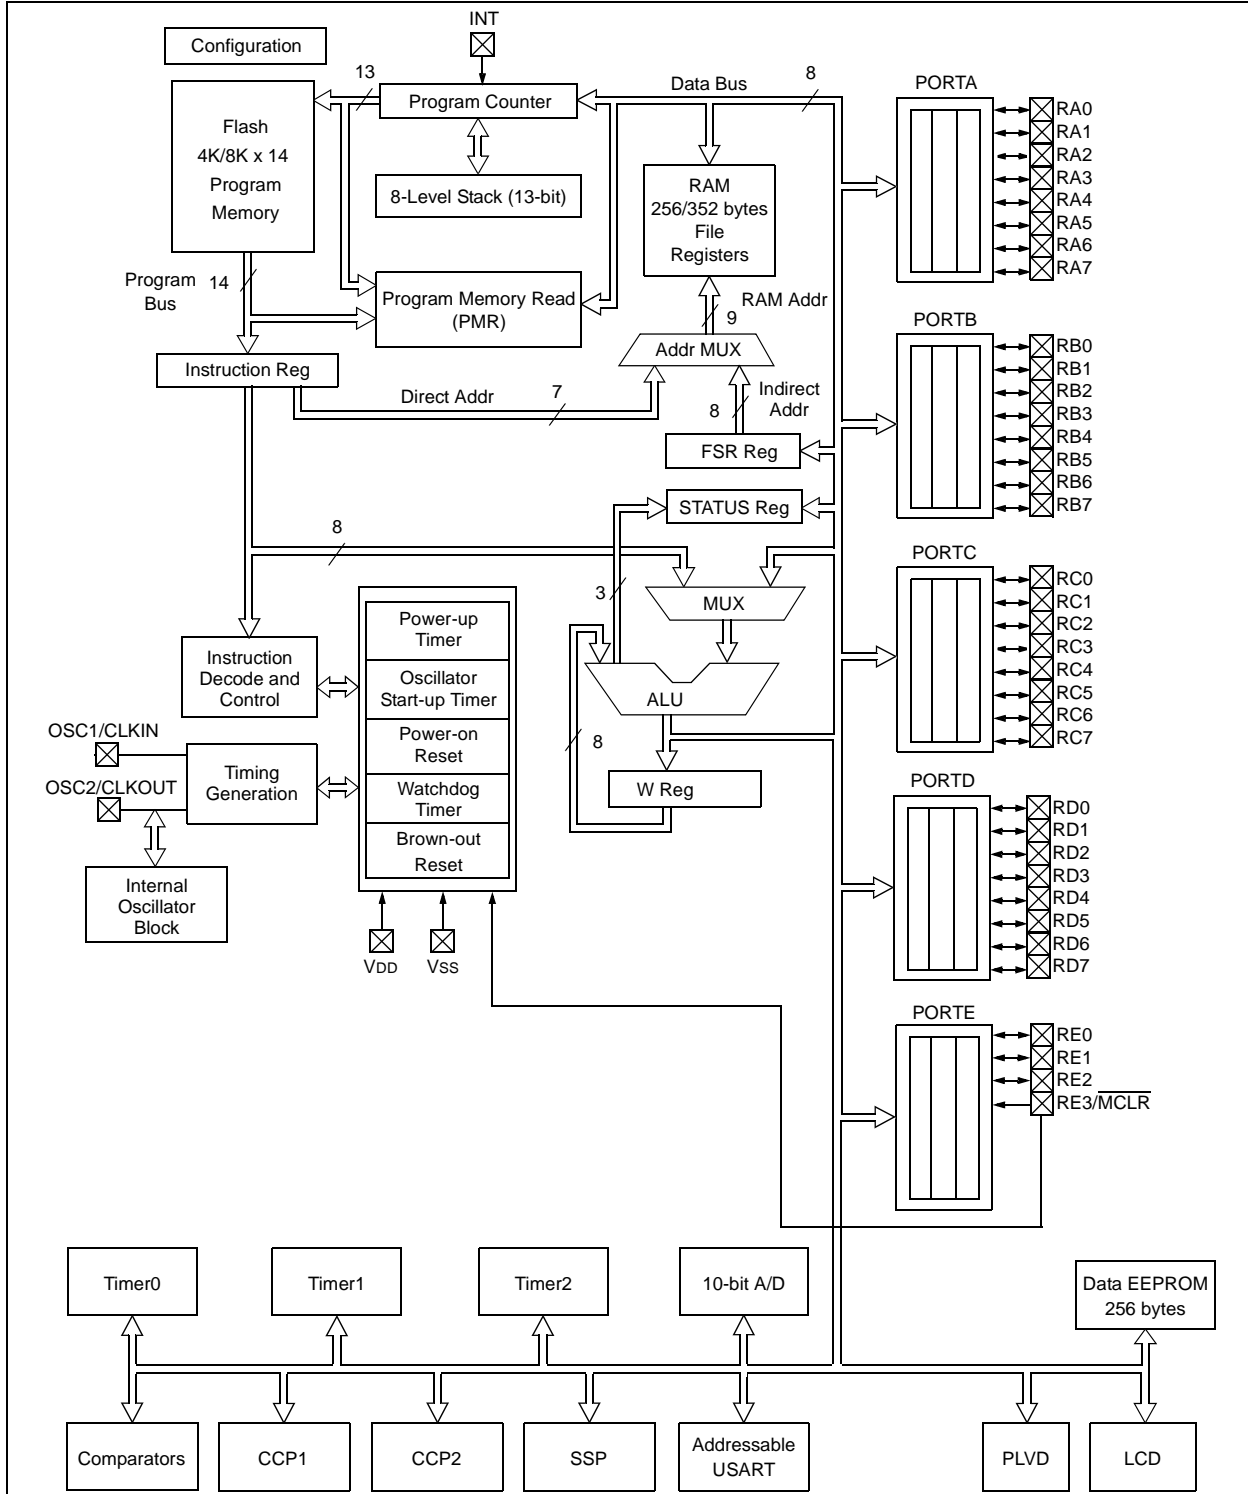 INT
Configuration
13
Data Bus
8
PORTA
Program Counter
Flash
4K/8K x 14
Program
Memory
8-Level Stack (13-bit)
RAM
256/352 bytes
File
Registers
RA0
RA1
RA2
RA3
RA4
RA5
RA6
RA7
Program
Bus
14
Program Memory Read
(PMR)
RAM Addr
9
PORTB
Addr MUX
Instruction Reg
Direct Addr
7
Indirect
Addr
8
FSR Reg
RB0
RB1
RB2
RB3
RB4
RB5
RB6
RB7
STATUS Reg
8
3
MUX
PORTC
RC0
RC1
RC2
RC3
RC4
RC5
RC6
RC7
Power-up
Timer
Instruction
Decode and
Control
Oscillator
Start-up Timer
ALU
OSC1/CLKIN
OSC2/CLKOUT
Timing
Generation
Power-on
Reset
8
Watchdog
Timer
W Reg
Brown-out
Reset
Internal
Oscillator
Block
VDD
VSS
PORTD
RD0
RD1
RD2
RD3
RD4
RD5
RD6
RD7
PORTE
RE0
RE1
RE2
RE3/MCLR
Timer0
Timer1
Timer2
10-bit A/D
Data EEPROM
256 bytes
Comparators
CCP1
CCP2
SSP
Addressable
USART
PLVD
LCD